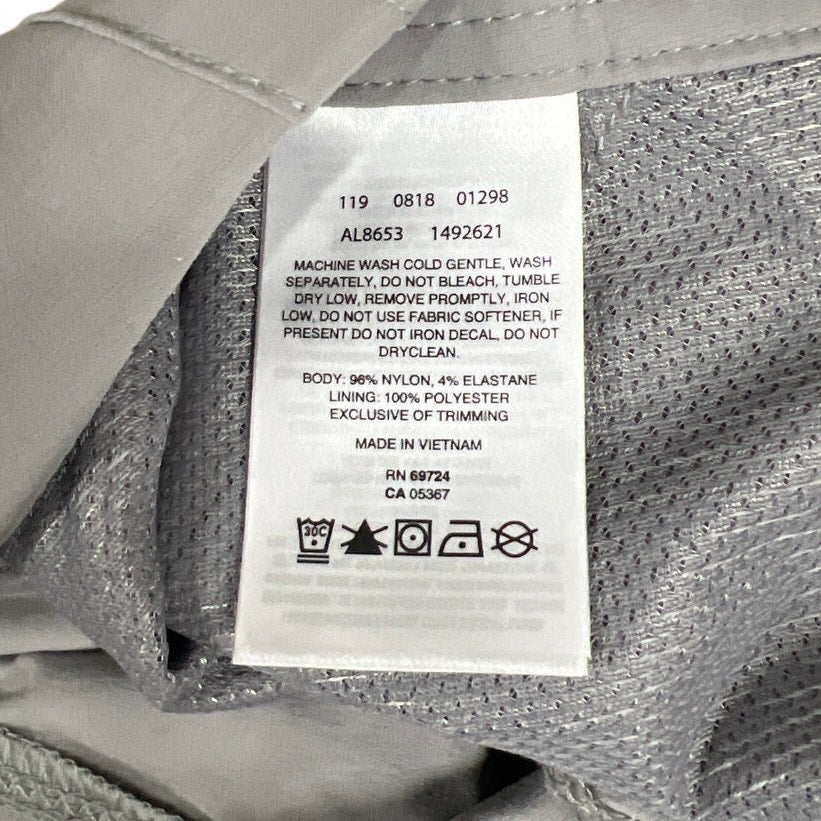 119 0818 01298
AL8653 1492621
MACHINE WASH COLD GENTLE, WASH
SEPARATELY, DO NOT BLEACH, TUMBLE
DRY LOW, REMOVE PROMPTLY, IRON
LOW, DO NOT USE FABRIC SOFTENER, IF
PRESENT DO NOT IRON DECAL, DO NOT
DRYCLEAN.
BODY: 96% NYLON, 4% ELASTANE
LINING: 100% POLYESTER
EXCLUSIVE OF TRIMMING
MADE IN VIETNAM
RN 69724
CA 05367
30C